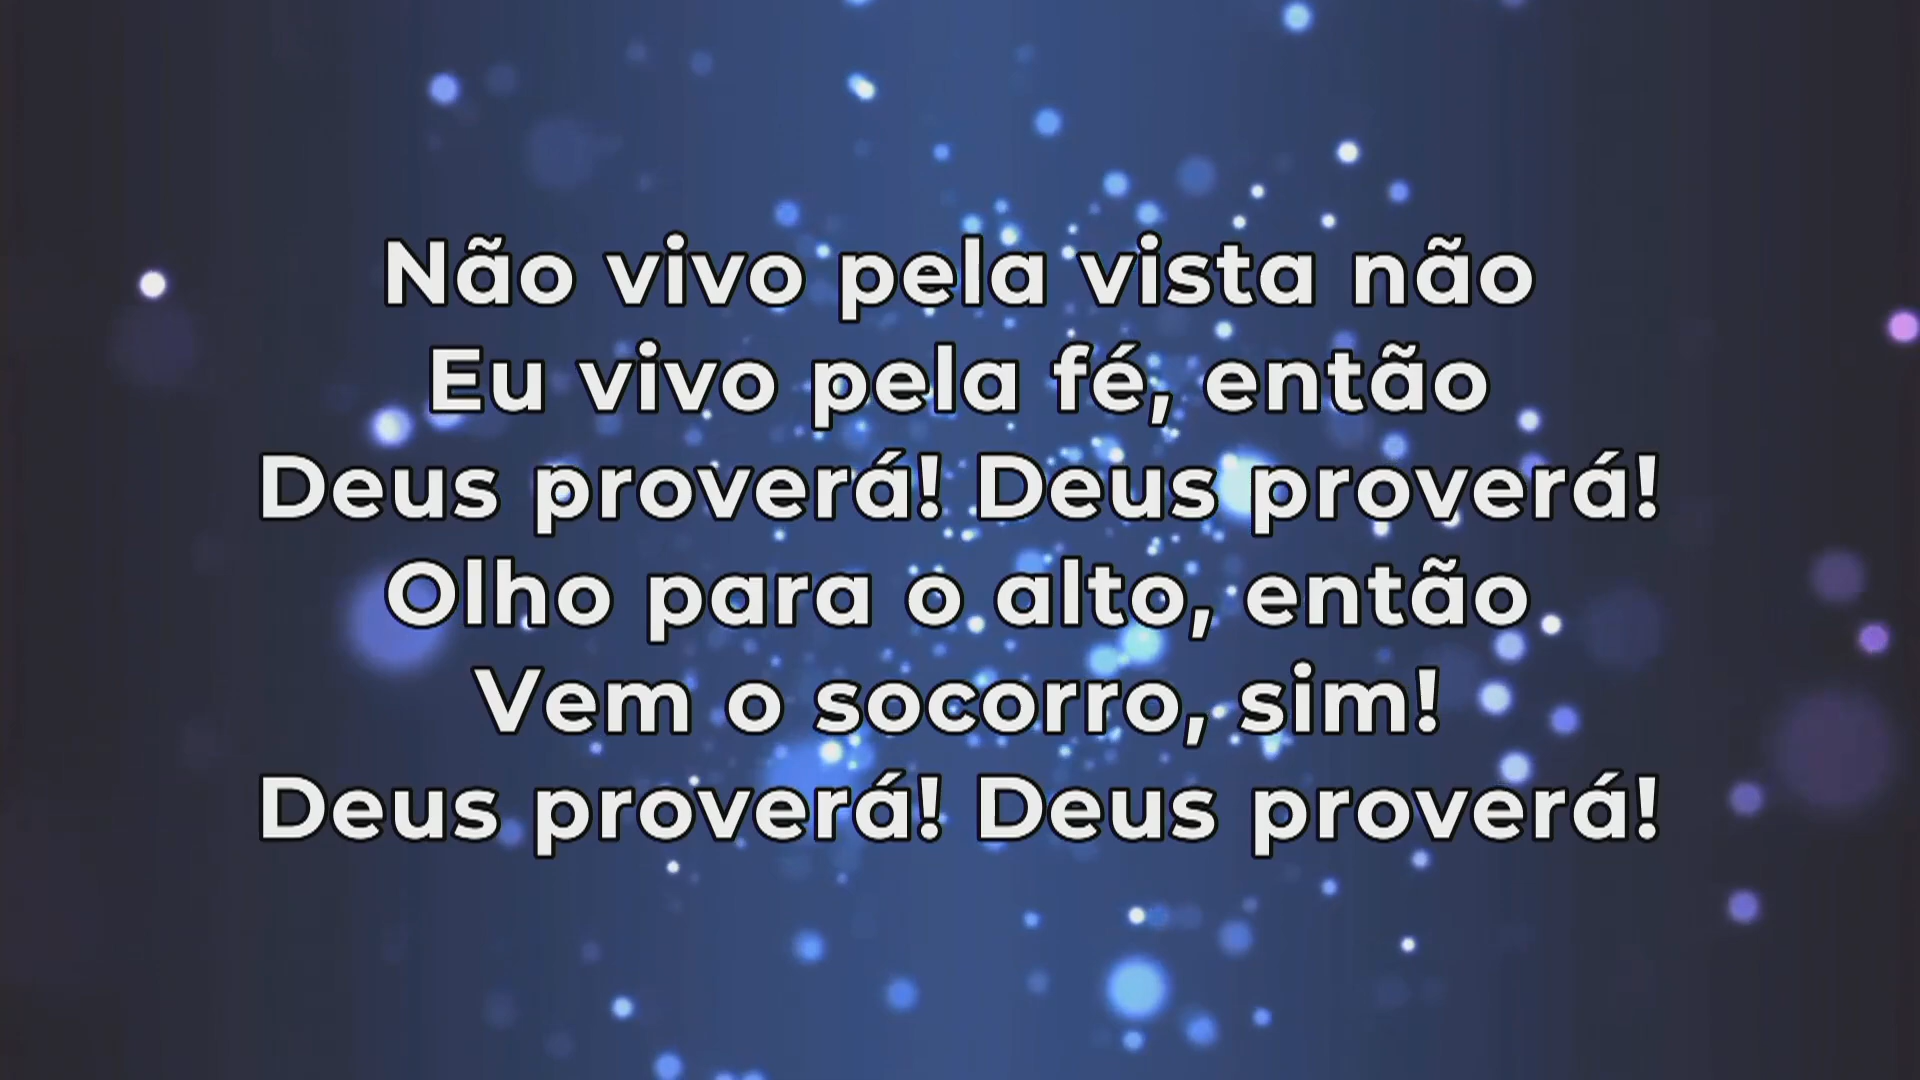 Não vivo pela vista não
Eu vivo pela fé, então
Deus proverá! Deus proverá!
Olho para o alto, então
Vem o socorro, sim!
Deus proverá! Deus proverá!